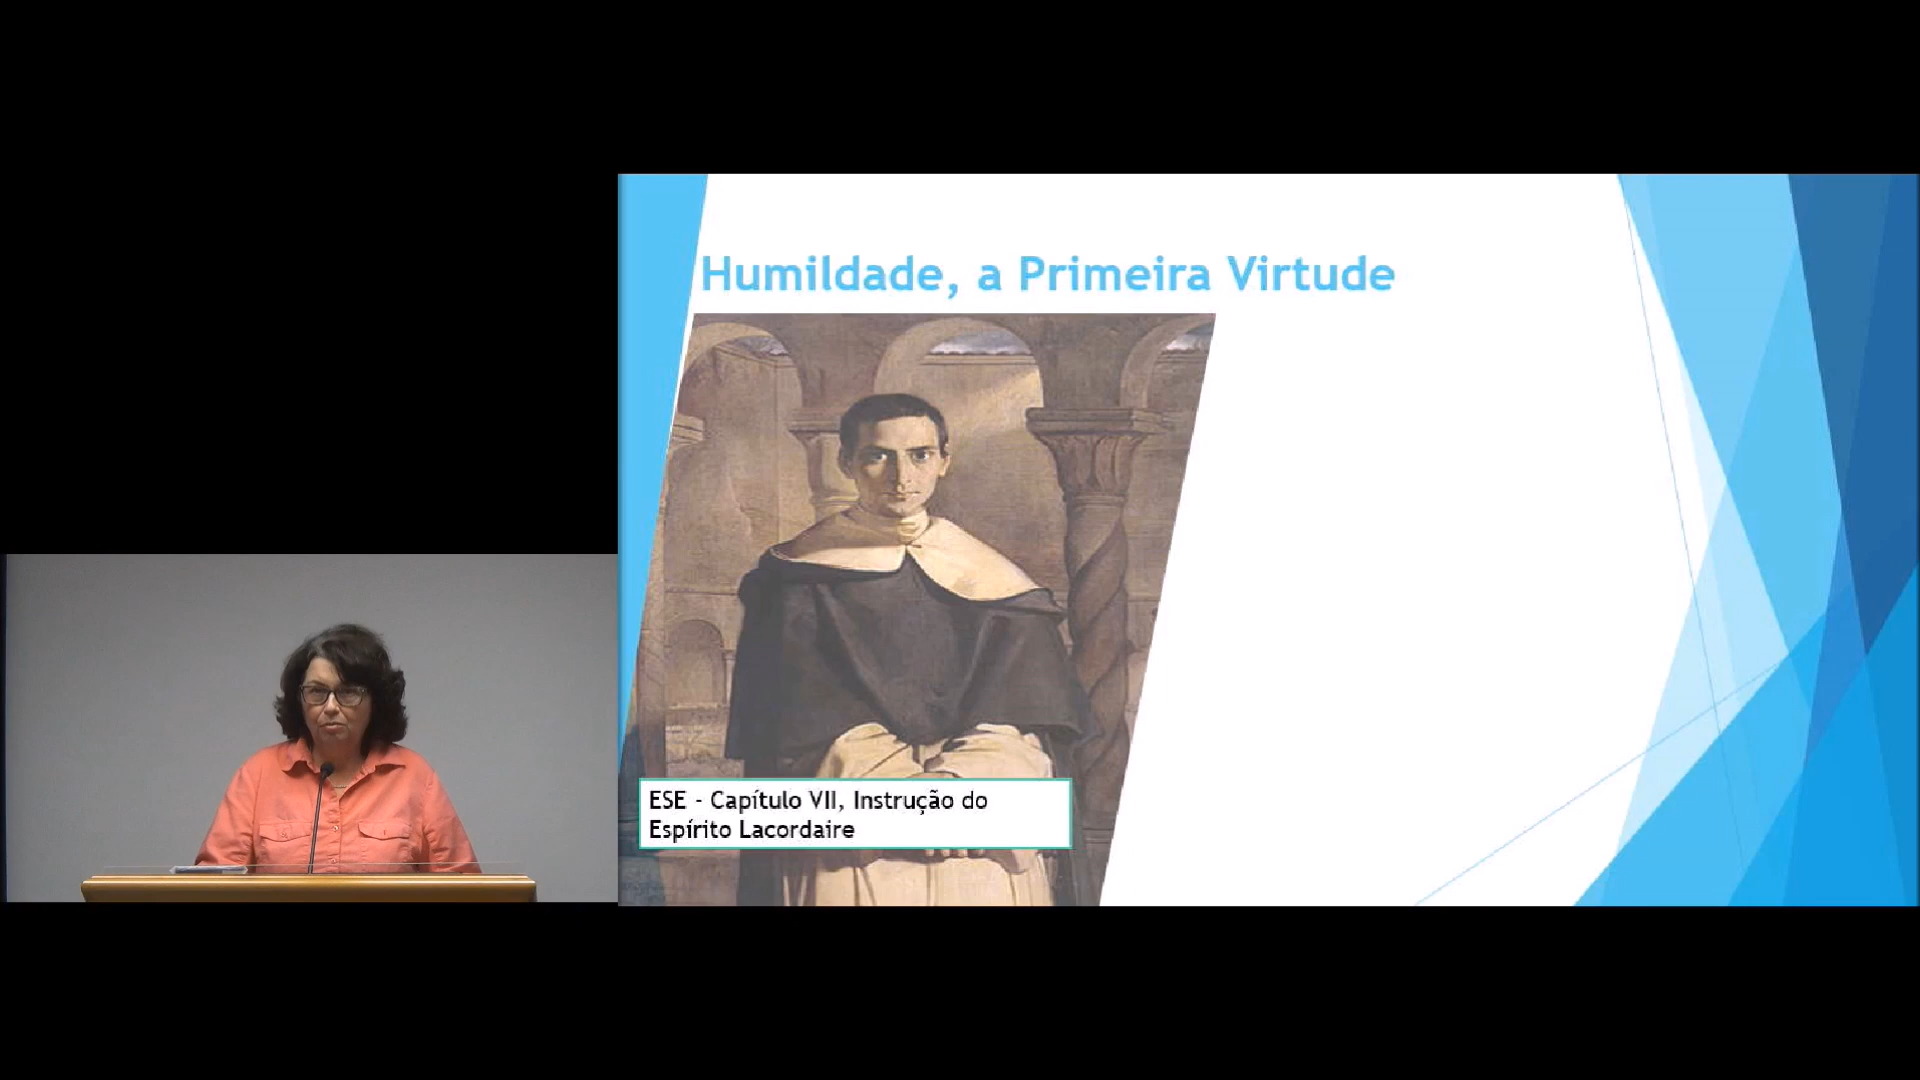 Humildade, a Primeira Virtude
ESE - Capítulo VII, Instrução do
Espírito Lacordaire